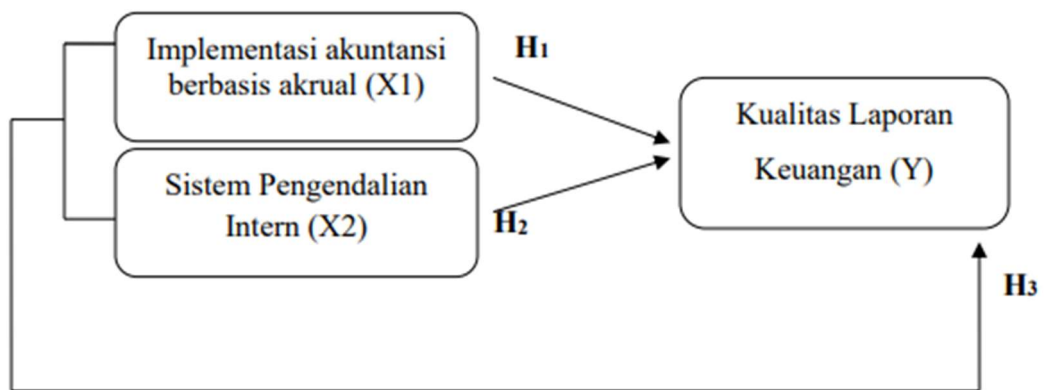 Implementasi akuntansi
berbasis akrual (X1)
H1
Sistem Pengendalian
Intern (X2)
H2
Kualitas Laporan
Keuangan (Y)
H3